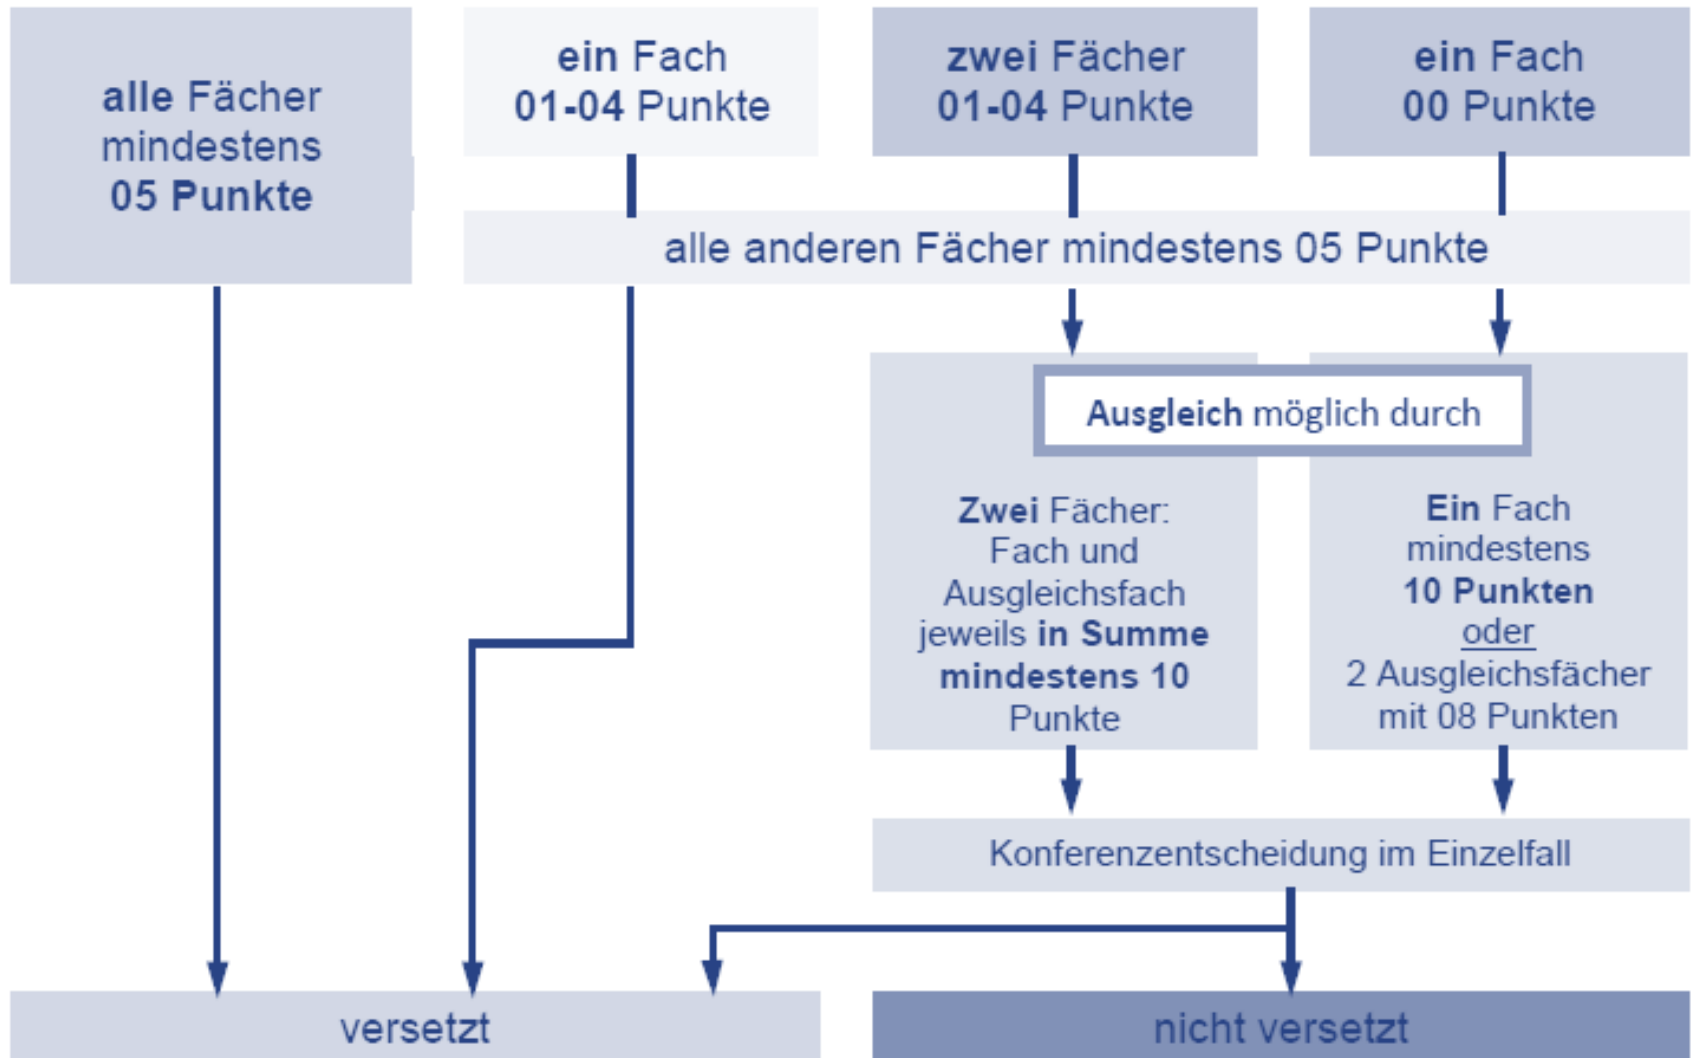 alle Fächer
mindestens
05 Punkte
ein Fach
01-04 Punkte
zwei Fächer
01-04 Punkte
ein Fach
00 Punkte
alle anderen Fächer mindestens 05 Punkte
Ausgleich möglich durch
Zwei Fächer:
Fach und
Ausgleichsfach
jeweils in Summe
mindestens 10
Punkte
Ein Fach
mindestens
10 Punkten
oder
2 Ausgleichsfächer
mit 08 Punkten
Konferenzentscheidung im Einzelfall
versetzt
nicht versetzt